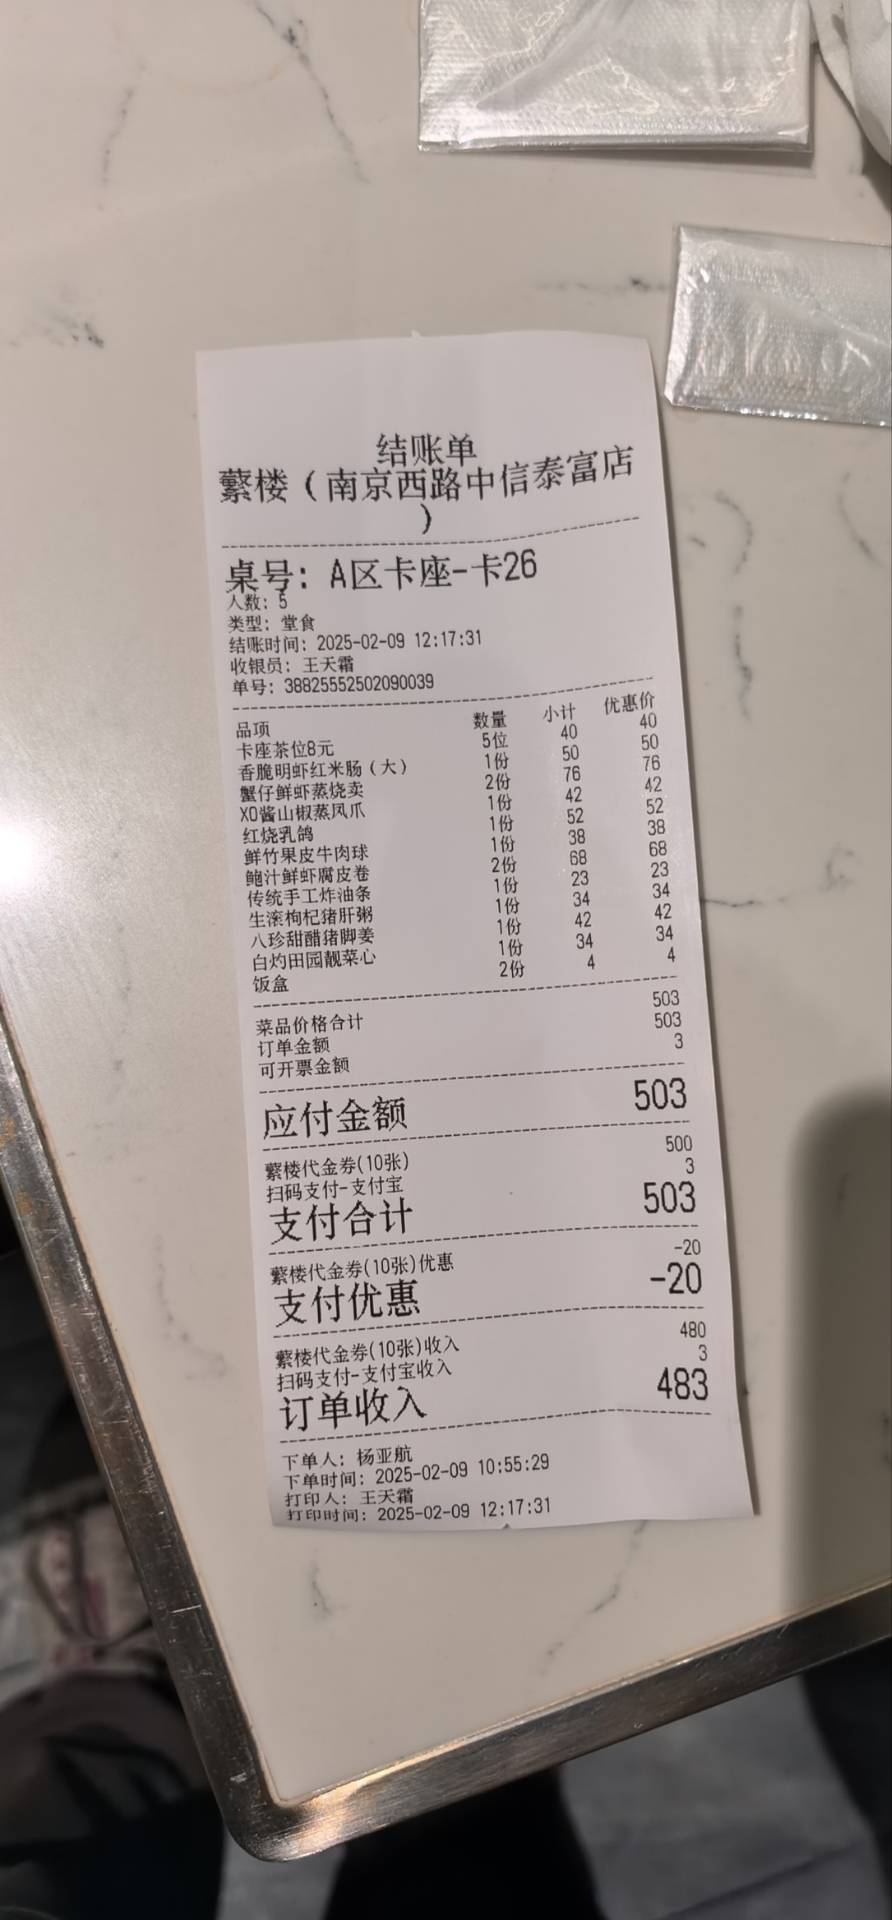 结账单
蘩楼（南京西路中信泰富店
）
桌号：A区卡座-卡26
人数：5
类型：堂食
结账时间：2025-02-09 12:17:31
收银员：王天霜
单号：38825552502090039
品项 数量 小计 优惠价
卡座茶位8元 5位 40 40
香脆明虾红米肠（大） 1份 50 50
蟹仔鲜虾蒸烧卖 2份 76 76
XO酱山椒蒸凤爪 1份 42 42
红烧乳鸽 1份 52 52
鲜竹果皮牛肉球 1份 38 38
鲍汁鲜虾腐皮卷 2份 68 68
传统手工炸油条 1份 23 23
生滚枸杞猪肝粥 1份 34 34
八珍甜醋猪脚姜 1份 42 42
白灼田园靓菜心 1份 34 34
饭盒 2份 4 4
菜品价格合计 503
订单金额 503
可开票金额 3
应付金额 503
蘩楼代金券(10张) 500
扫码支付-支付宝 3
支付合计 503
蘩楼代金券(10张)优惠 -20
支付优惠 -20
蘩楼代金券(10张)收入 480
扫码支付-支付宝收入 3
订单收入 483
下单人：杨亚航
下单时间：2025-02-09 10:55:29
打印人：王天霜
打印时间：2025-02-09 12:17:31